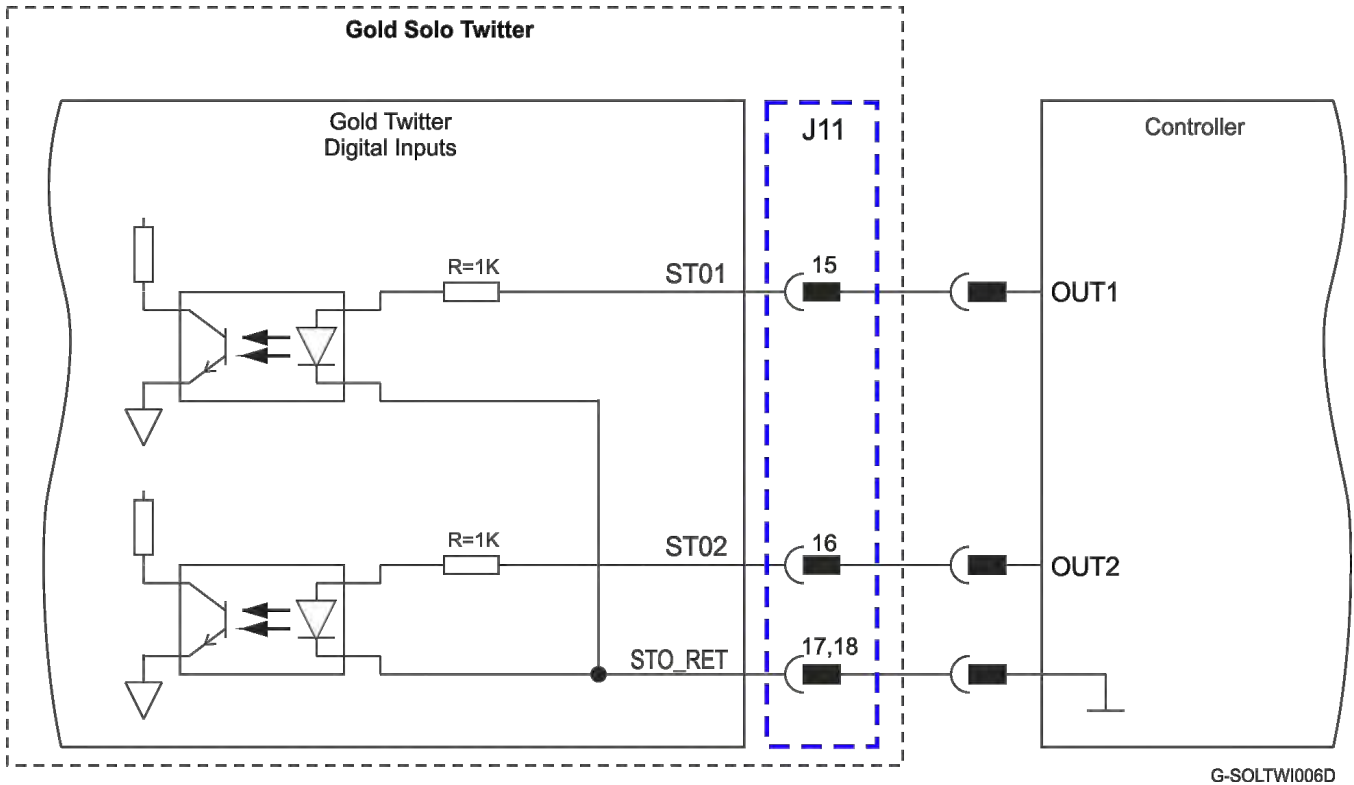 Gold Solo Twitter
Gold Twitter
Digital Inputs
J11
Controller
R=1K
ST01
15
OUT1
R=1K
ST02
16
OUT2
STO_RET
17,18
G-SOLTWI006D